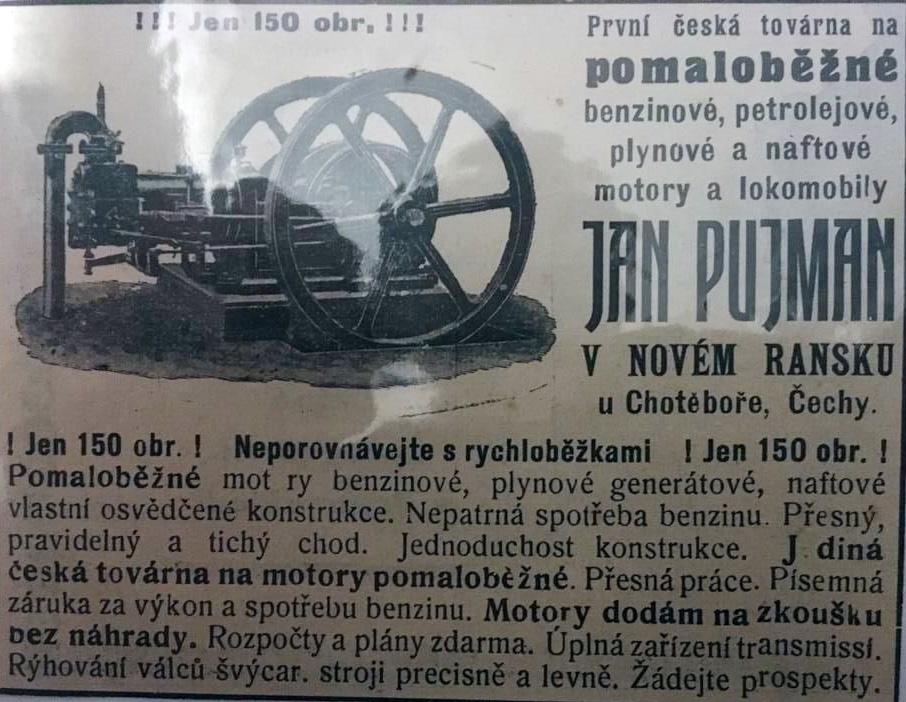 !!! Jen 150 obr. !!!
První česká továrna na
pomaloběžné
benzinové, petrolejové,
plynové a naftové
motory a lokomobily
JAN PUJMAN
V NOVÉM RANSKU
u Chotěboře, Čechy.
! Jen 150 obr. ! Neporovnávejte s rychloběžkami ! Jen 150 obr. !
Pomaloběžné mot ry benzinové, plynové generátové, naftové
vlastní osvědčené konstrukce. Nepatrná spotřeba benzinu. Přesný,
pravidelný a tichý chod. Jednoduchost konstrukce. J diná
česká továrna na motory pomaloběžné. Přesná práce. Písemná
záruka za výkon a spotřebu benzinu. Motory dodám na zkoušku
bez náhrady. Rozpočty a plány zdarma. Úplná zařízení transmissí.
Rýhování válců švýcar. stroji precisně a levně. Žádejte prospekty.